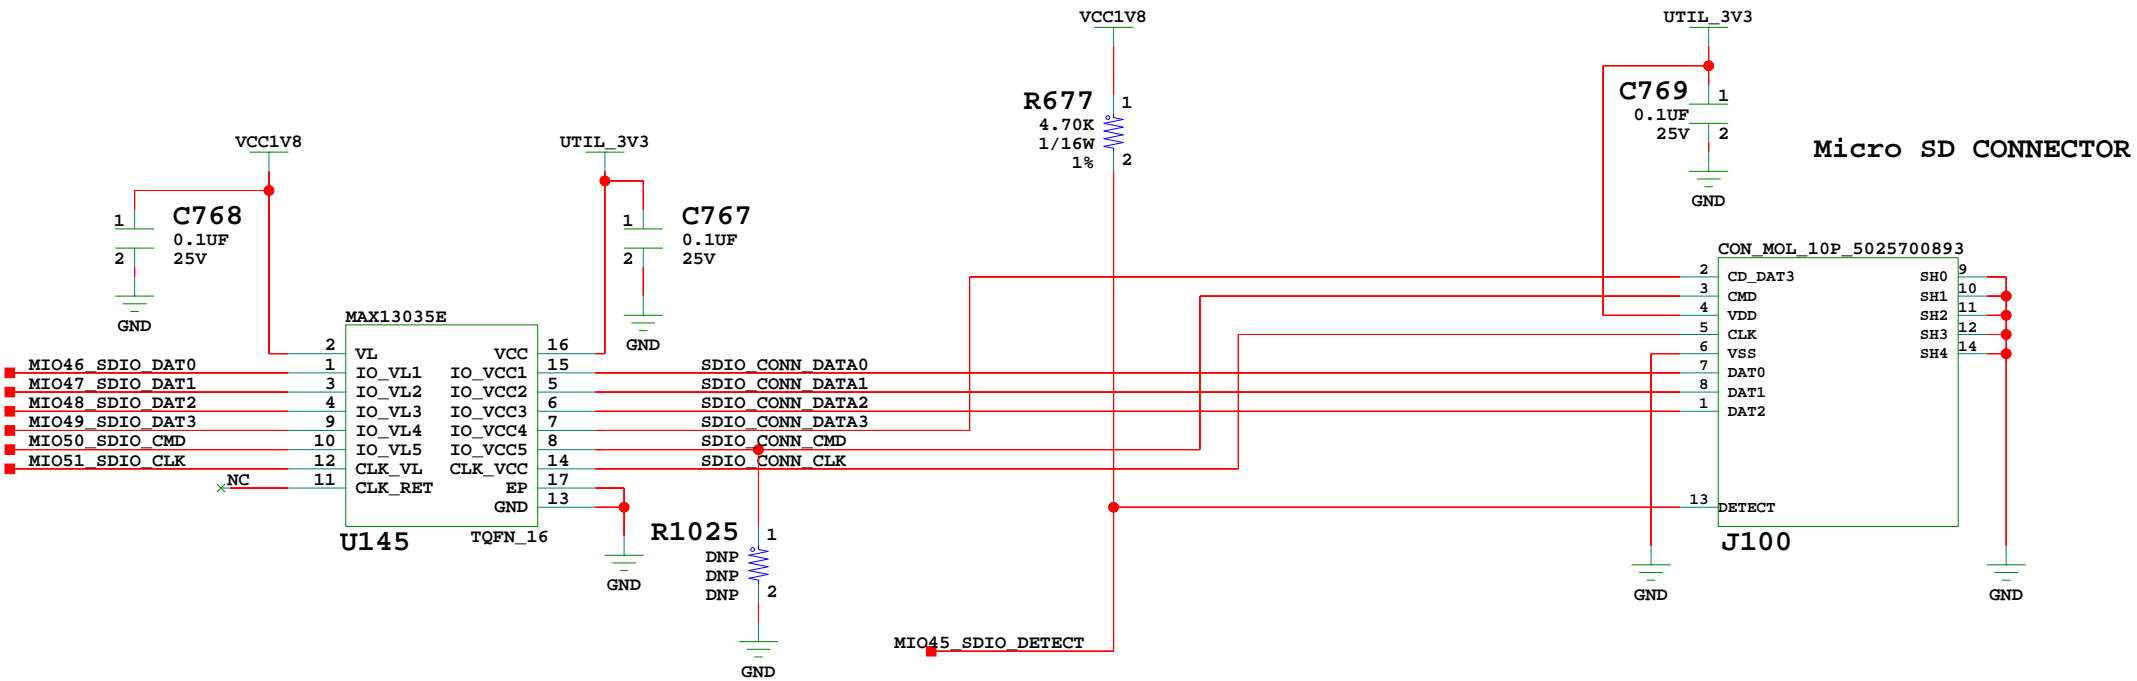 VCC1V8
UTIL_3V3
R677
1
4.70K
1/16W
1%
2
C769
1
0.1UF
25V
2
GND
Micro SD CONNECTOR
VCC1V8
UTIL_3V3
1
C768
0.1UF
2
25V
GND
1
C767
0.1UF
2
25V
GND
MAX13035E
2
VL
VCC
16
MIO46_SDIO_DAT0
1
IO_VL1
IO_VCC1
15
SDIO_CONN_DATA0
MIO47_SDIO_DAT1
3
IO_VL2
IO_VCC2
5
SDIO_CONN_DATA1
MIO48_SDIO_DAT2
4
IO_VL3
IO_VCC3
6
SDIO_CONN_DATA2
MIO49_SDIO_DAT3
9
IO_VL4
IO_VCC4
7
SDIO_CONN_DATA3
MIO50_SDIO_CMD
10
IO_VL5
IO_VCC5
8
SDIO_CONN_CMD
MIO51_SDIO_CLK
12
CLK_VL
CLK_VCC
14
SDIO_CONN_CLK
NC
11
CLK_RET
EP
17
GND
13
U145
TQFN_16
GND
R1025
1
DNP
DNP
DNP
2
GND
MIO45_SDIO_DETECT
CON_MOL_10P_5025700893
2
CD_DAT3
SH0
9
3
CMD
SH1
10
4
VDD
SH2
11
5
CLK
SH3
12
6
VSS
SH4
14
7
DAT0
8
DAT1
1
DAT2
13
DETECT
J100
GND
GND